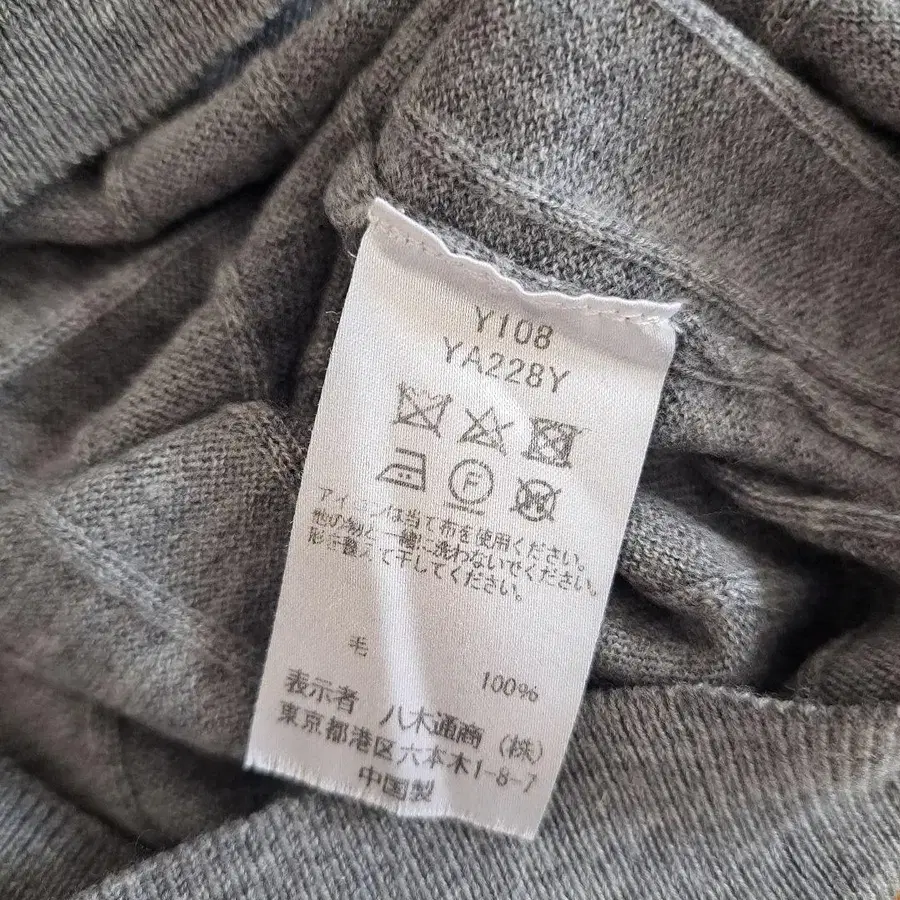 Y108
YA228Y
P
アイロンは当て布を使用ください。
他の物と一緒に洗わないでください。
形を整えて干してください。
毛 100%
表示者 八木通商(株)
東京都港区六本木1-8-7
中国製